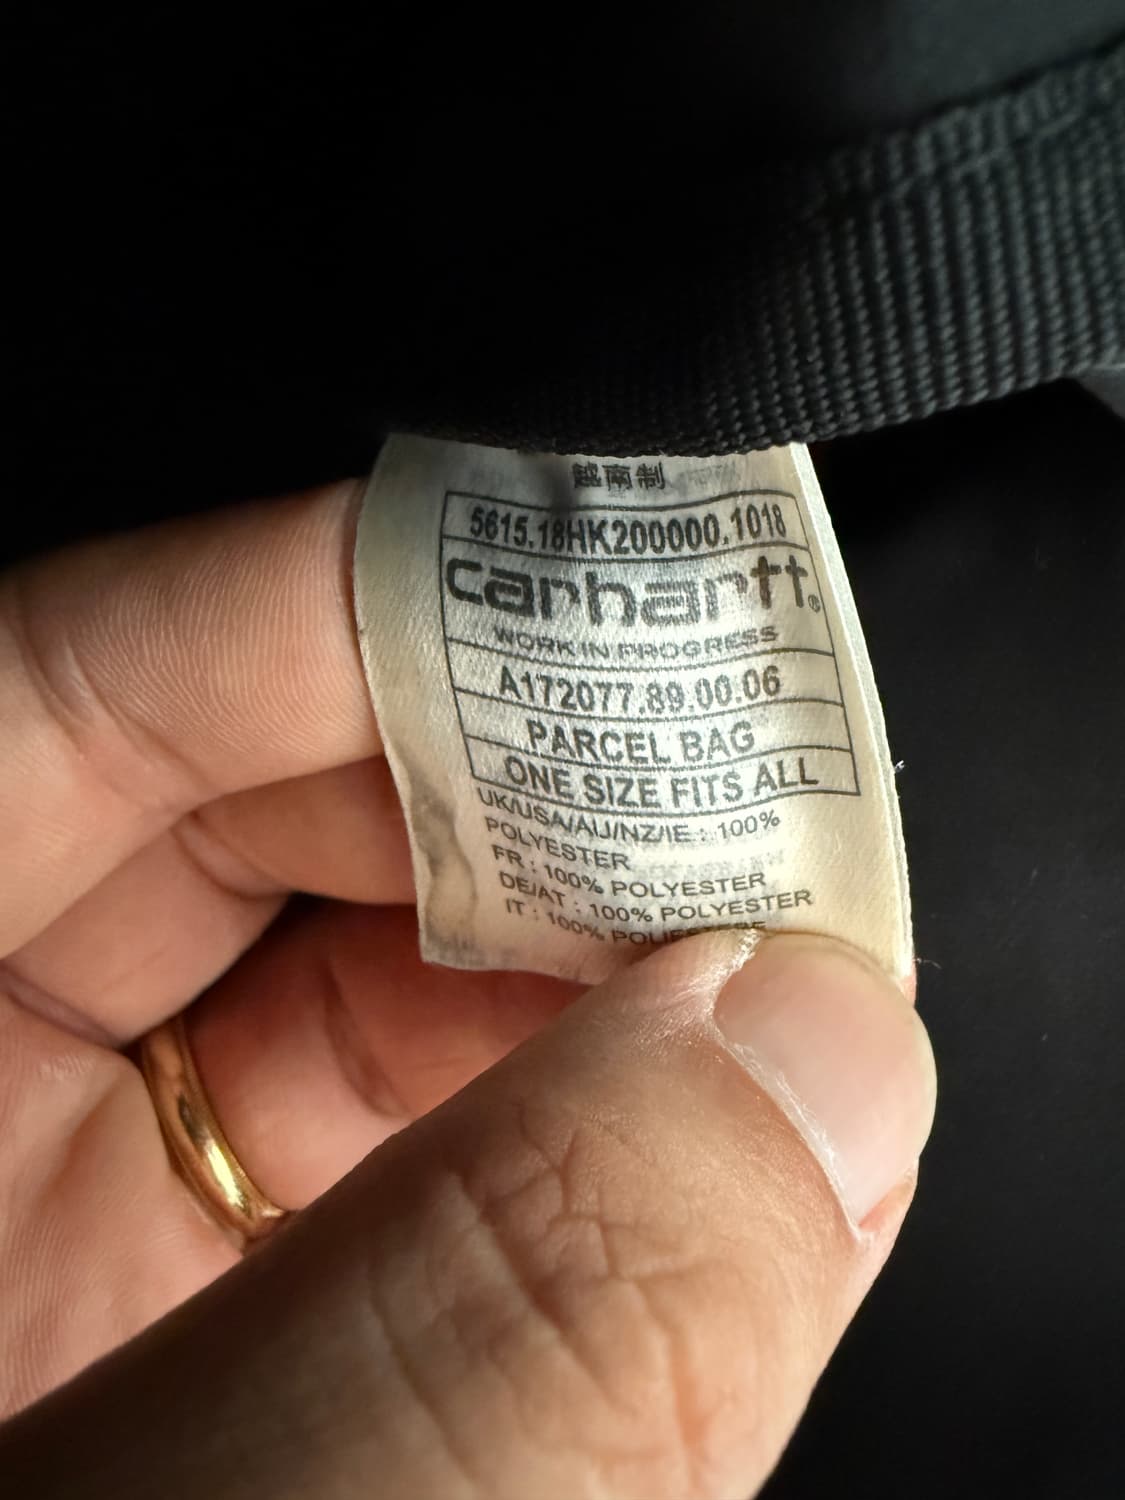 越南制
5615.18HK200000.1018
carhartt®
WORK IN PROGRESS
A172077.89.00.06
PARCEL BAG
ONE SIZE FITS ALL
UK/USA/AU/NZ/IE : 100%
POLYESTER
FR : 100% POLYESTER
DE/AT : 100% POLYESTER
IT : 100% POLIESTERE